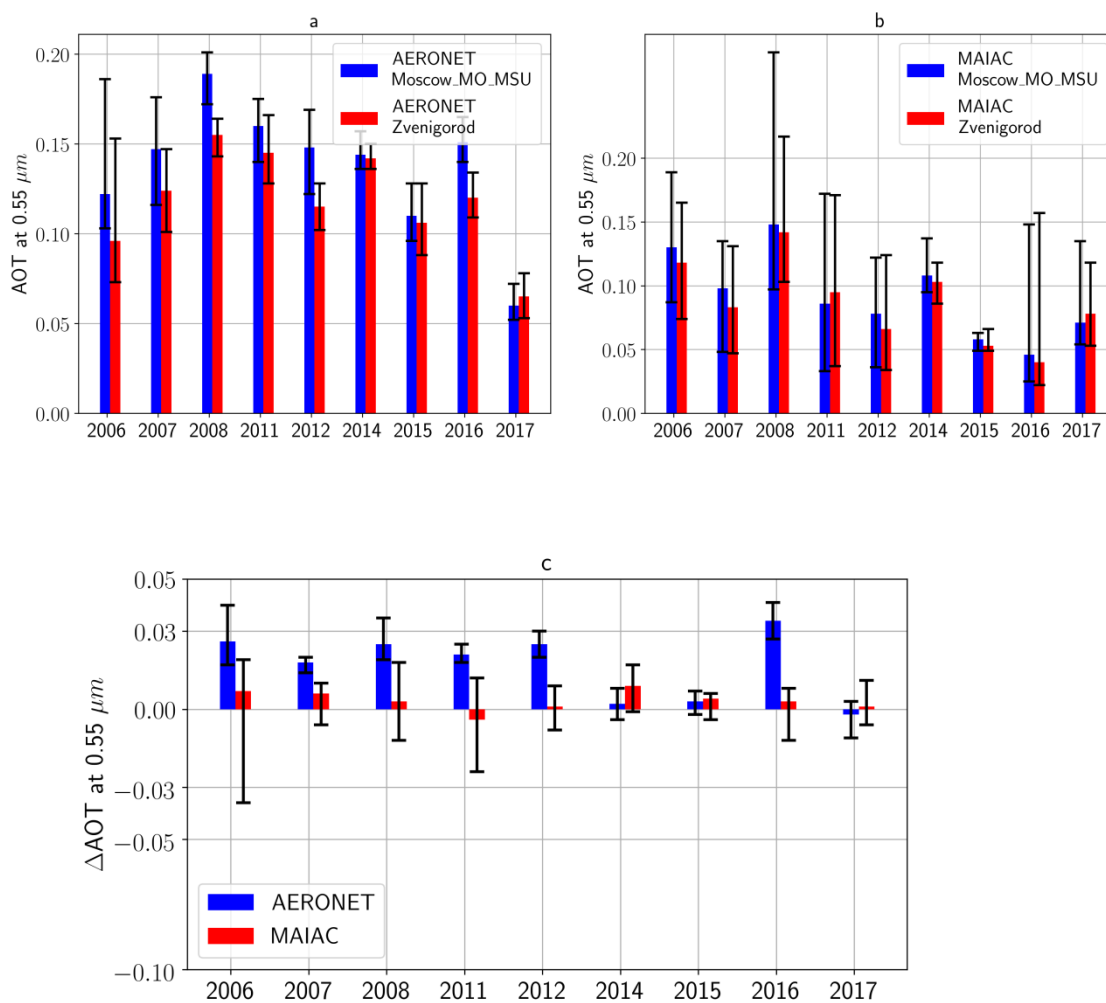 a
AOT at 0.55 µm
0.20
0.15
0.10
0.05
0.00
AERONET
Moscow_MO_MSU
AERONET
Zvenigorod
2006 2007 2008 2011 2012 2014 2015 2016 2017
b
AOT at 0.55 µm
0.20
0.15
0.10
0.05
0.00
MAIAC
Moscow_MO_MSU
MAIAC
Zvenigorod
2006 2007 2008 2011 2012 2014 2015 2016 2017
c
ΔAOT at 0.55 µm
0.05
0.03
0.00
−0.03
−0.05
−0.10
AERONET
MAIAC
2006 2007 2008 2011 2012 2014 2015 2016 2017